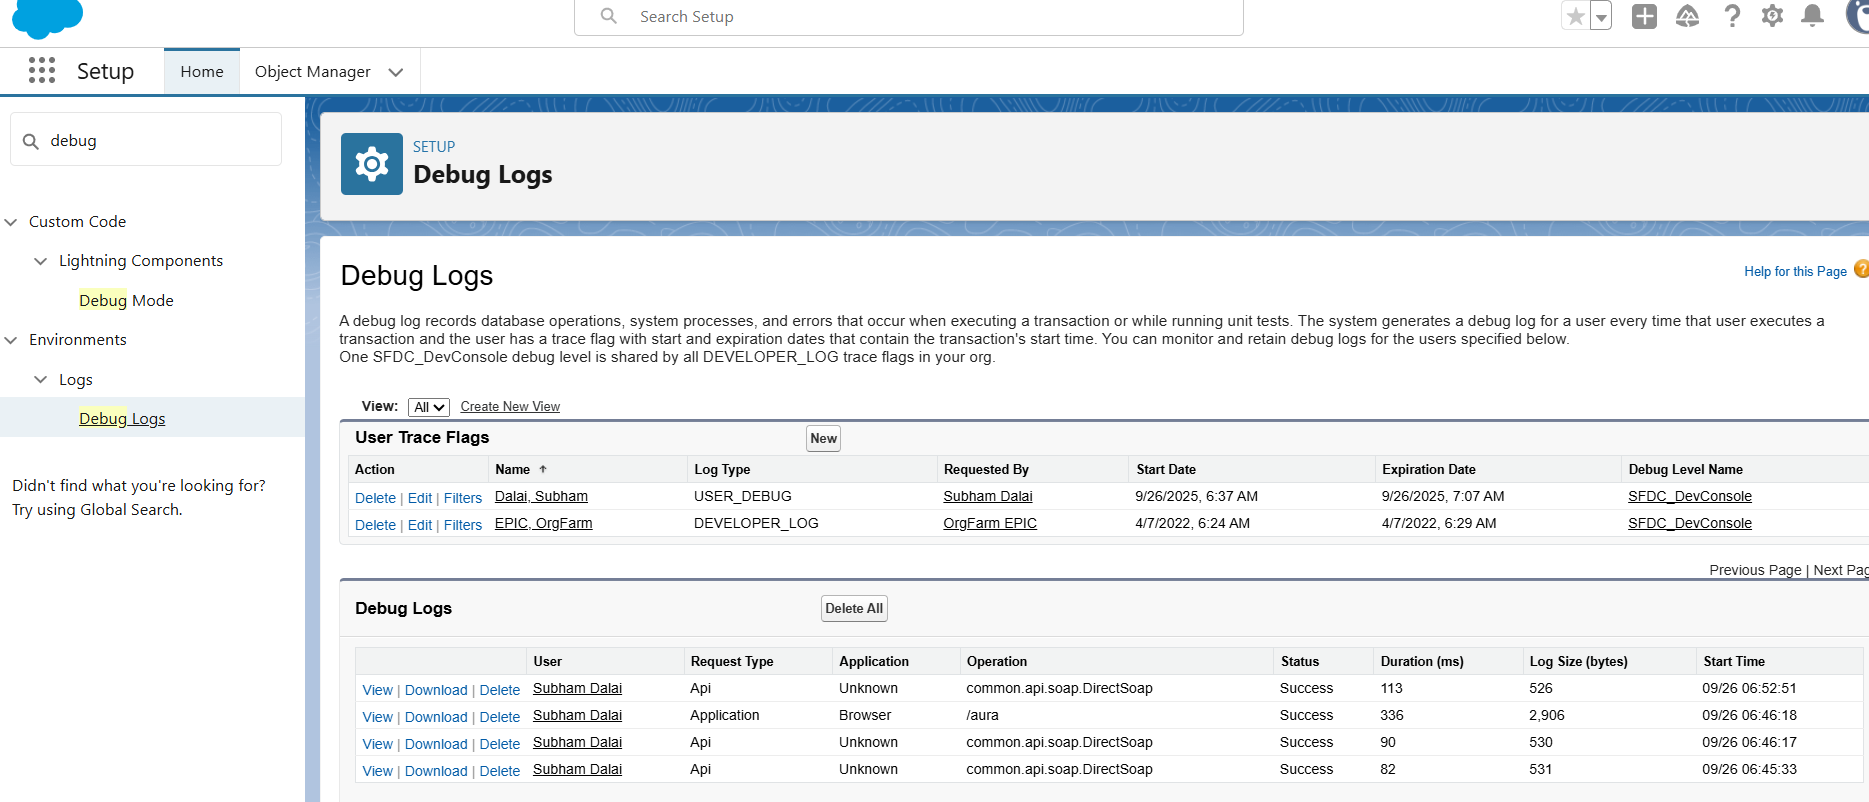 Search Setup
Setup
Home
Object Manager
debug
Custom Code
Lightning Components
Debug Mode
Environments
Logs
Debug Logs
Didn't find what you're looking for?
Try using Global Search.
SETUP
Debug Logs
Debug Logs
Help for this Page ?
A debug log records database operations, system processes, and errors that occur when executing a transaction or while running unit tests. The system generates a debug log for a user every time that user executes a
transaction and the user has a trace flag with start and expiration dates that contain the transaction's start time. You can monitor and retain debug logs for the users specified below.
One SFDC_DevConsole debug level is shared by all DEVELOPER_LOG trace flags in your org.
View: All Create New View
User Trace Flags New
Action Name Log Type Requested By Start Date Expiration Date Debug Level Name
Delete | Edit | Filters Dalai, Subham USER_DEBUG Subham Dalai 9/26/2025, 6:37 AM 9/26/2025, 7:07 AM SFDC_DevConsole
Delete | Edit | Filters EPIC, OrgFarm DEVELOPER_LOG OrgFarm EPIC 4/7/2022, 6:24 AM 4/7/2022, 6:29 AM SFDC_DevConsole
Previous Page | Next Pag
Debug Logs Delete All
User Request Type Application Operation Status Duration (ms) Log Size (bytes) Start Time
View | Download | Delete Subham Dalai Api Unknown common.api.soap.DirectSoap Success 113 526 09/26 06:52:51
View | Download | Delete Subham Dalai Application Browser /aura Success 336 2,906 09/26 06:46:18
View | Download | Delete Subham Dalai Api Unknown common.api.soap.DirectSoap Success 90 530 09/26 06:46:17
View | Download | Delete Subham Dalai Api Unknown common.api.soap.DirectSoap Success 82 531 09/26 06:45:33